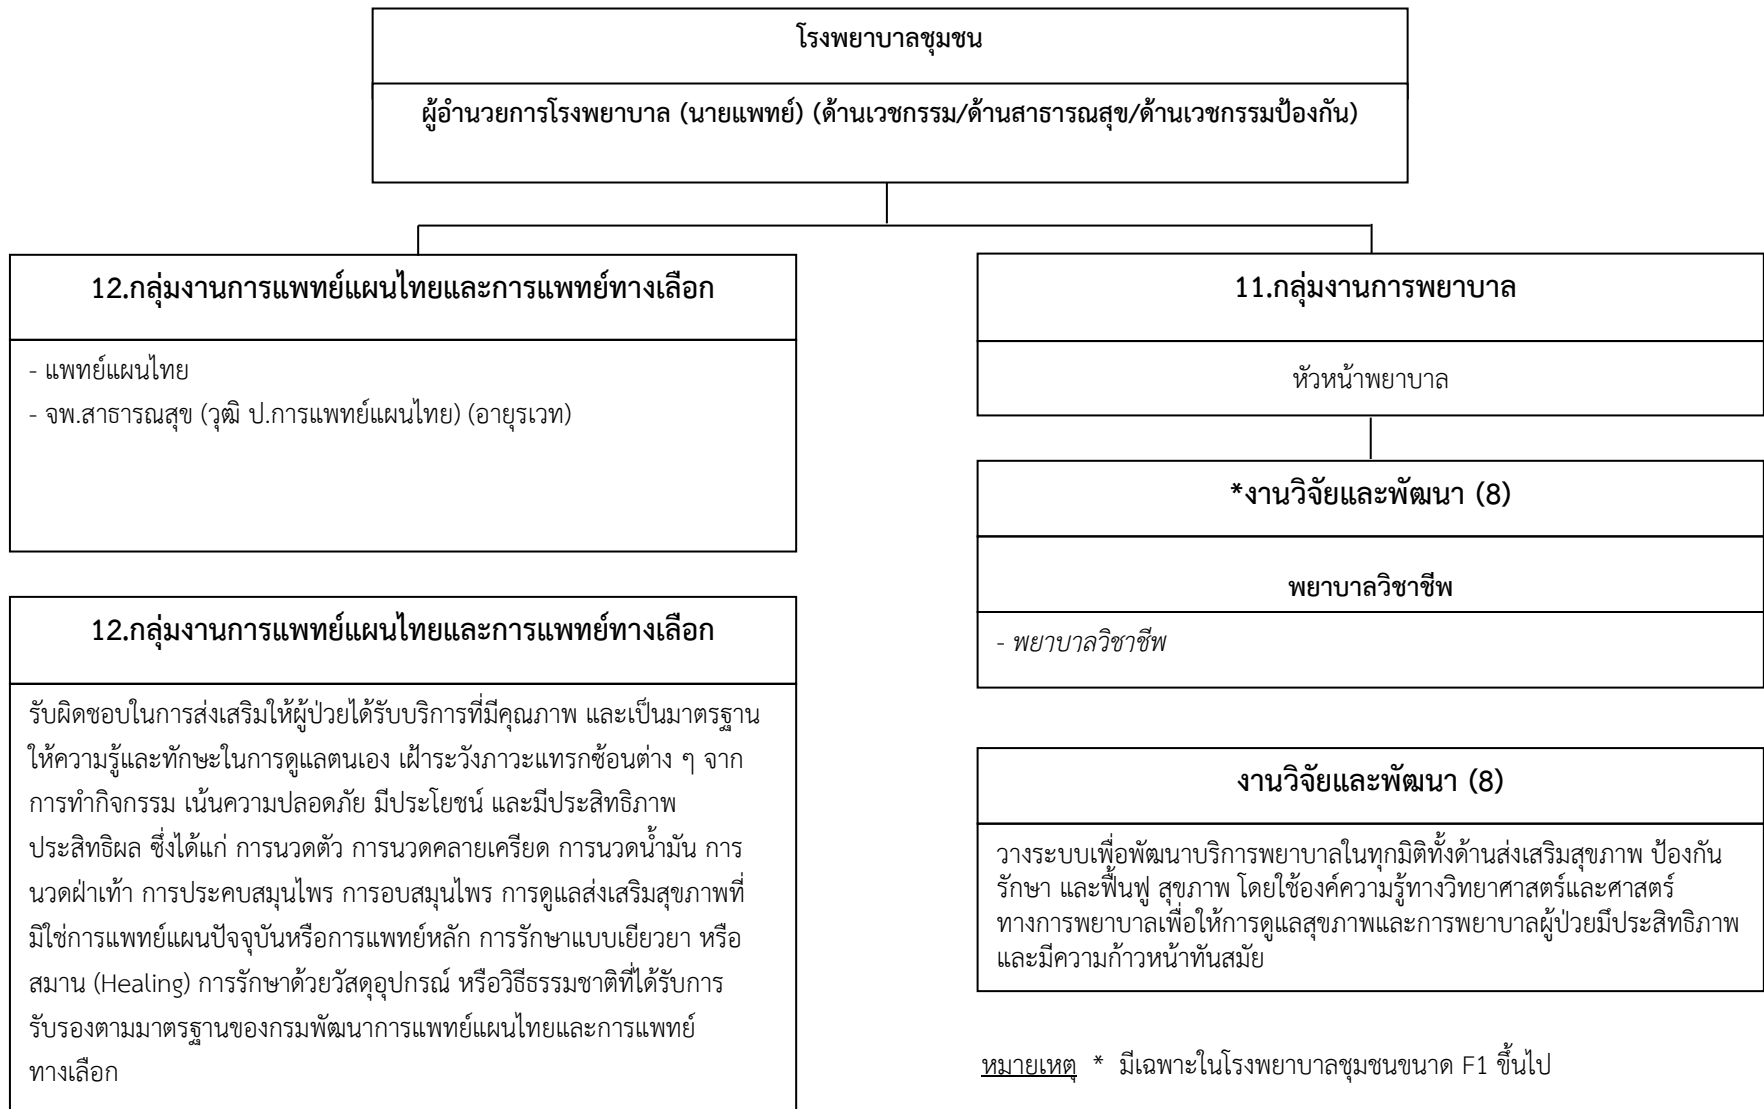 โรงพยาบาลชุมชน
ผู้อำนวยการโรงพยาบาล (นายแพทย์) (ด้านเวชกรรม/ด้านสาธารณสุข/ด้านเวชกรรมป้องกัน)
12.กลุ่มงานการแพทย์แผนไทยและการแพทย์ทางเลือก
- แพทย์แผนไทย
- จพ.สาธารณสุข (วุฒิ ป.การแพทย์แผนไทย) (อายุรเวท)
12.กลุ่มงานการแพทย์แผนไทยและการแพทย์ทางเลือก
รับผิดชอบในการส่งเสริมให้ผู้ป่วยได้รับบริการที่มีคุณภาพ และเป็นมาตรฐาน
ให้ความรู้และทักษะในการดูแลตนเอง เฝ้าระวังภาวะแทรกซ้อนต่าง ๆ จาก
การทำกิจกรรม เน้นความปลอดภัย มีประโยชน์ และมีประสิทธิภาพ
ประสิทธิผล ซึ่งได้แก่ การนวดตัว การนวดคลายเครียด การนวดน้ำมัน การ
นวดฝ่าเท้า การประคบสมุนไพร การอบสมุนไพร การดูแลส่งเสริมสุขภาพที่
มิใช่การแพทย์แผนปัจจุบันหรือการแพทย์หลัก การรักษาแบบเยียวยา หรือ
สมาน (Healing) การรักษาด้วยวัสดุอุปกรณ์ หรือวิธีธรรมชาติที่ได้รับการ
รับรองตามมาตรฐานของกรมพัฒนาการแพทย์แผนไทยและการแพทย์
ทางเลือก
11.กลุ่มงานการพยาบาล
หัวหน้าพยาบาล
*งานวิจัยและพัฒนา (8)
พยาบาลวิชาชีพ
- พยาบาลวิชาชีพ
งานวิจัยและพัฒนา (8)
วางระบบเพื่อพัฒนาบริการพยาบาลในทุกมิติทั้งด้านส่งเสริมสุขภาพ ป้องกัน
รักษา และฟื้นฟู สุขภาพ โดยใช้องค์ความรู้ทางวิทยาศาสตร์และศาสตร์
ทางการพยาบาลเพื่อให้การดูแลสุขภาพและการพยาบาลผู้ป่วยมีประสิทธิภาพ
และมีความก้าวหน้าทันสมัย
หมายเหตุ * มีเฉพาะในโรงพยาบาลชุมชนขนาด F1 ขึ้นไป